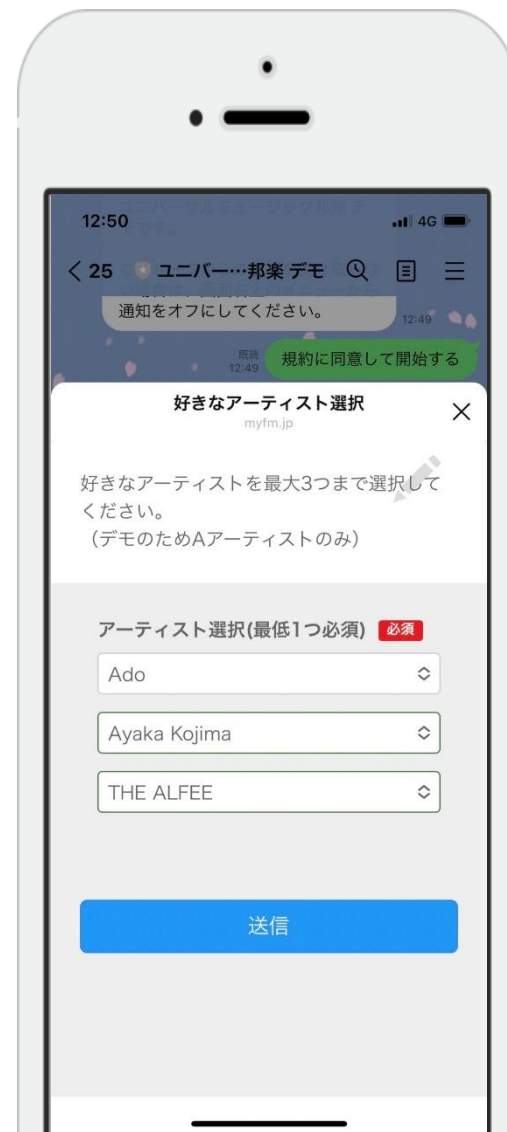 12:50
4G
25 ユニバー…邦楽 デモ
通知をオフにしてください。
12:49
既読
12:49
規約に同意して開始する
好きなアーティスト選択
myfm.jp
好きなアーティストを最大3つまで選択して
ください。
（デモのためAアーティストのみ）
アーティスト選択(最低1つ必須) 必須
Ado
Ayaka Kojima
THE ALFEE
送信